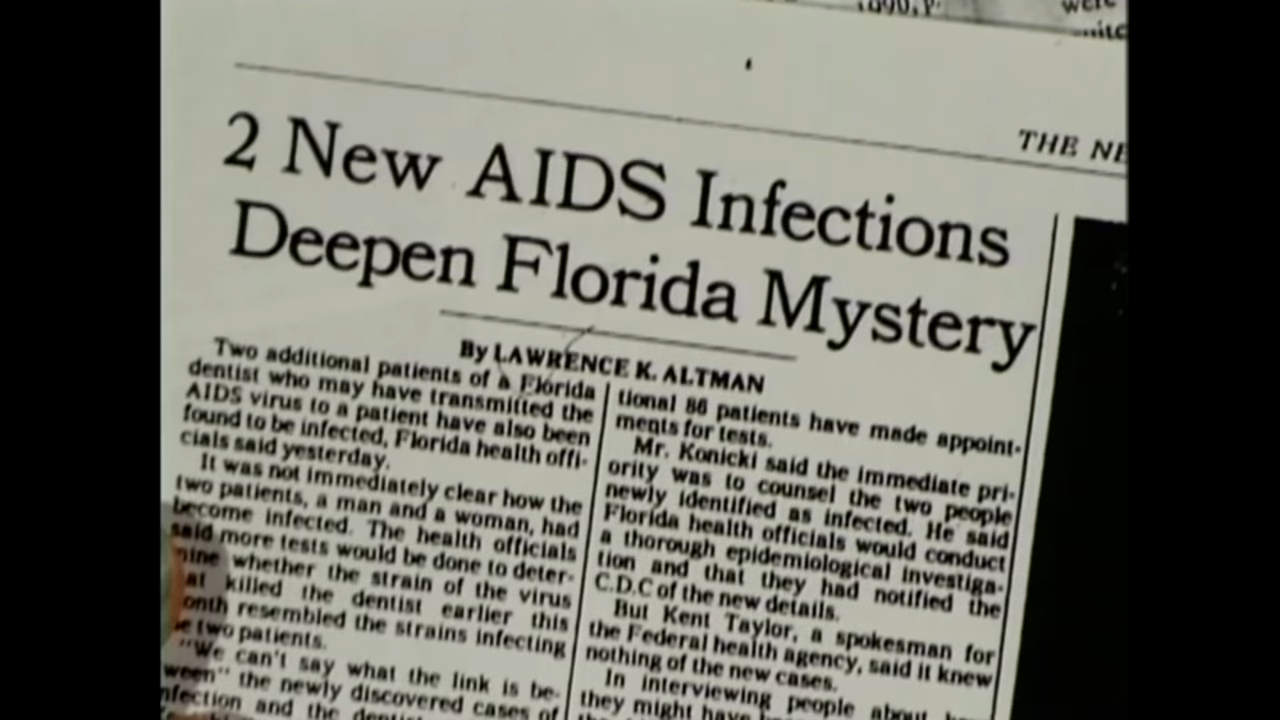 THE NE
2 New AIDS Infections
Deepen Florida Mystery
By LAWRENCE K. ALTMAN
Two additional patients of a Florida
dentist who may have transmitted the
AIDS virus to a patient have also been
found to be infected, Florida health offi-
cials said yesterday.
It was not immediately clear how the
two patients, a man and a woman, had
become infected. The health officials
said more tests would be done to deter-
mine whether the strain of the virus
at killed the dentist earlier this
onth resembled the strains infecting
e two patients.
"We can't say what the link is be-
ween" the newly discovered cases of
nfection and the
tional 86 patients have made appoint-
ments for tests.
Mr. Konicki said the immediate pri-
ority was to counsel the two people
newly identified as infected. He said
Florida health officials would conduct
a thorough epidemiological investiga-
tion and that they had notified the
C.D.C of the new details.
But Kent Taylor, a spokesman for
the Federal health agency, said it knew
nothing of the new cases.
In interviewing people about
they might have